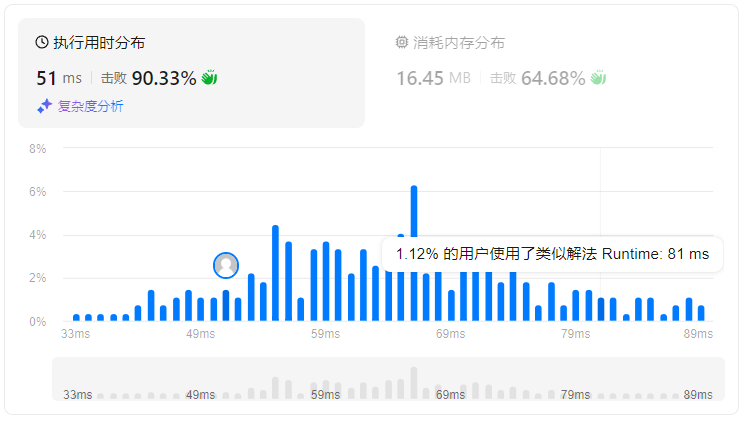 执行用时分布
51 ms 击败 90.33%
复杂度分析
消耗内存分布
16.45 MB 击败 64.68%
8%
6%
4%
2%
0%
1.12% 的用户使用了类似解法 Runtime: 81 ms
33ms 49ms 59ms 69ms 79ms 89ms
33ms 49ms 59ms 69ms 79ms 89ms